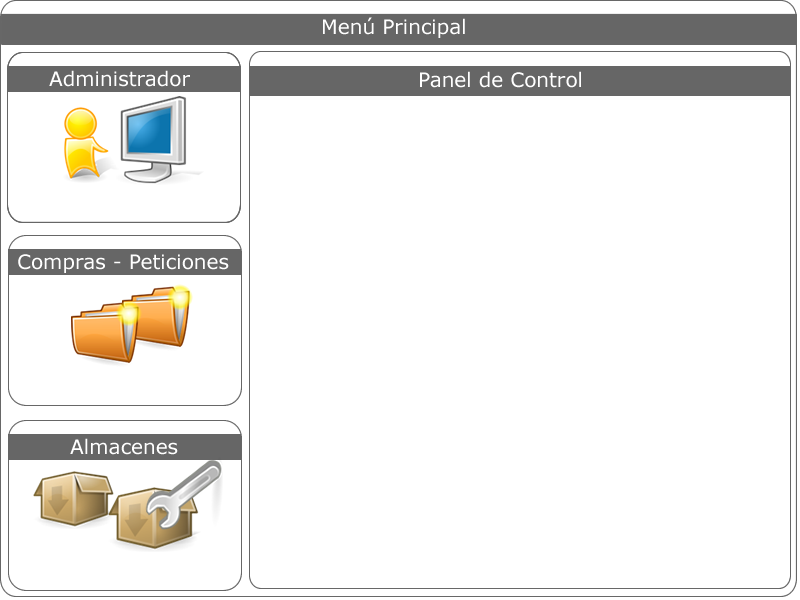 Menú Principal
Administrador
Panel de Control
Compras - Peticiones
Almacenes